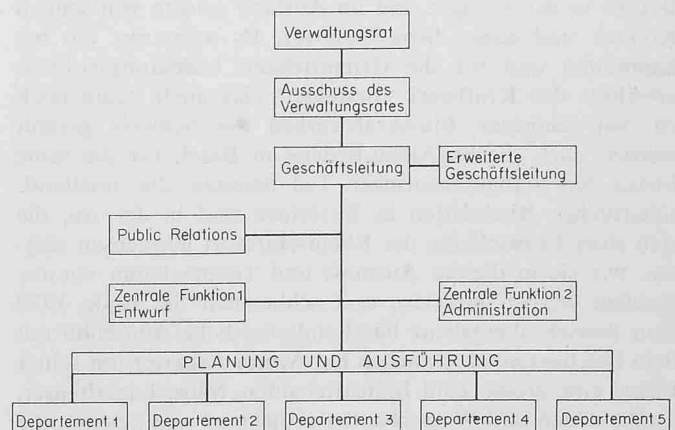 Verwaltungsrat
Ausschuss des
Verwaltungsrates
Geschäftsleitung
Erweiterte
Geschäftsleitung
Public Relations
Zentrale Funktion 1
Entwurf
Zentrale Funktion 2
Administration
PLANUNG UND AUSFÜHRUNG
Departement 1
Departement 2
Departement 3
Departement 4
Departement 5